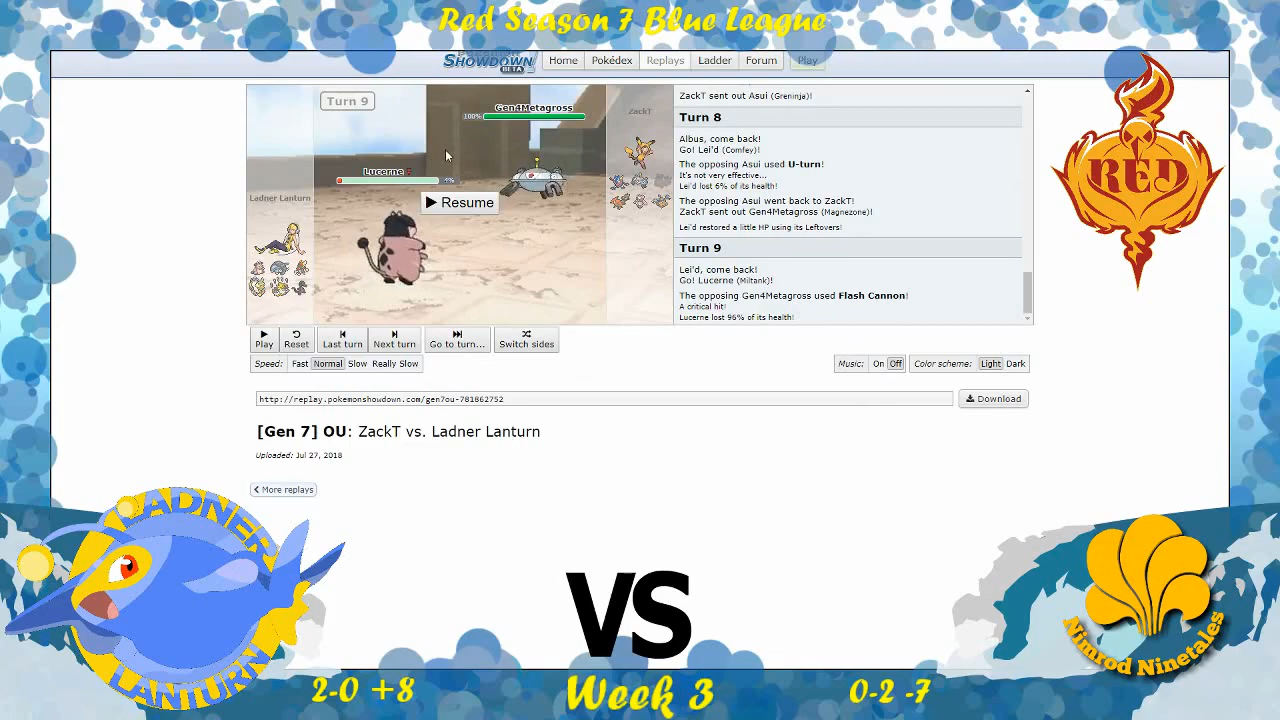 Red Season 7 Blue League
SHOWDOWN
BETA
Home
Pokédex
Replays
Ladder
Forum
Play
RED
Turn 9
Gen4Metagross
100%
Lucerne
4%
Resume
Ladner Lanturn
ZackT
ZackT sent out Asui (Greninja)!
Turn 8
Albus, come back!
Go! Lei'd (Comfey)!
The opposing Asui used U-turn!
It's not very effective...
Lei'd lost 6% of its health!
The opposing Asui went back to ZackT!
ZackT sent out Gen4Metagross (Magnezone)!
Lei'd restored a little HP using its Leftovers!
Turn 9
Lei'd, come back!
Go! Lucerne (Miltank)!
The opposing Gen4Metagross used Flash Cannon!
A critical hit!
Lucerne lost 96% of its health!
Play
Reset
Last turn
Next turn
Go to turn...
Switch sides
Speed: Fast Normal Slow Really Slow
Music: On Off
Color scheme: Light Dark
http://replay.pokemonshowdown.com/gen7ou-781862752
Download
[Gen 7] OU: ZackT vs. Ladner Lanturn
Uploaded: Jul 27, 2018
More replays
LADNER
LANTURN
VS
Nimrod Ninetales
2-0 +8
Week 3
0-2 -7